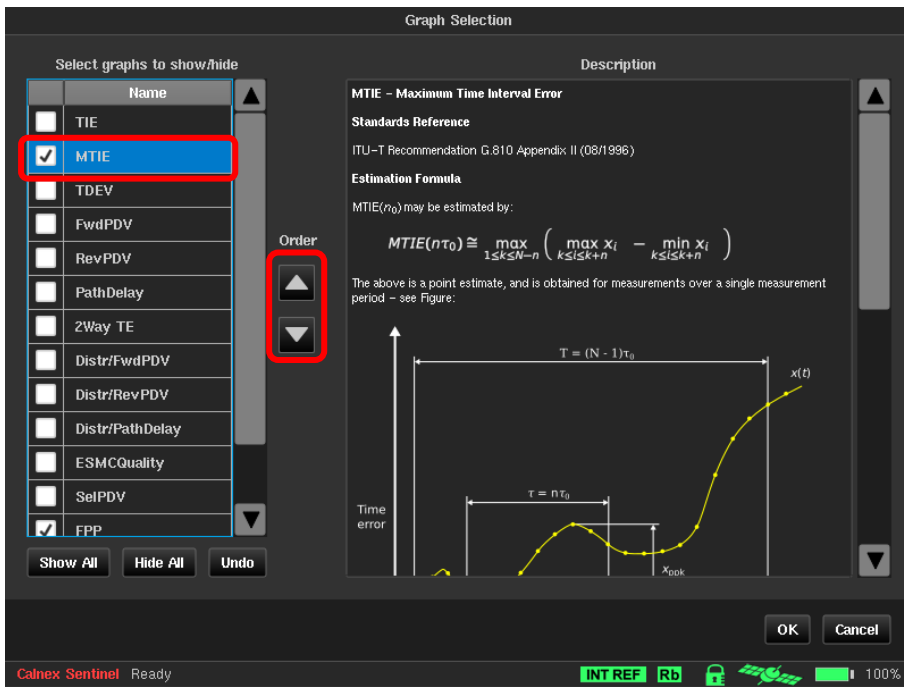 Graph Selection
Select graphs to show/hide
Name
TIE
MTIE
TDEV
FwdPDV
RevPDV
PathDelay
2Way TE
Distr/FwdPDV
Distr/RevPDV
Distr/PathDelay
ESMCQuality
SelPDV
FPP
Show All Hide All Undo
Order
Description
MTIE – Maximum Time Interval Error
Standards Reference
ITU–T Recommendation G.810 Appendix II (08/1996)
Estimation Formula
MTIE(n₀) may be estimated by:
MTIE(nτ₀) ≅ max 1≤k≤N−n ( max k≤i≤k+n xᵢ − min k≤i≤k+n xᵢ )
The above is a point estimate, and is obtained for measurements over a single measurement
period – see Figure:
T = (N - 1)τ₀
x(t)
τ = nτ₀
Time
error
xₚₚₖ
OK Cancel
Calnex Sentinel Ready INT REF Rb 100%